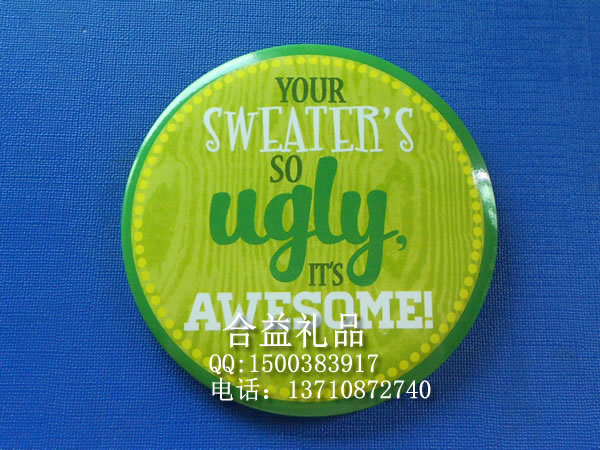 YOUR
SWEATER'S
SO
ugly,
IT'S
AWESOME!
合益礼品
QQ:1500383917
电话：13710872740